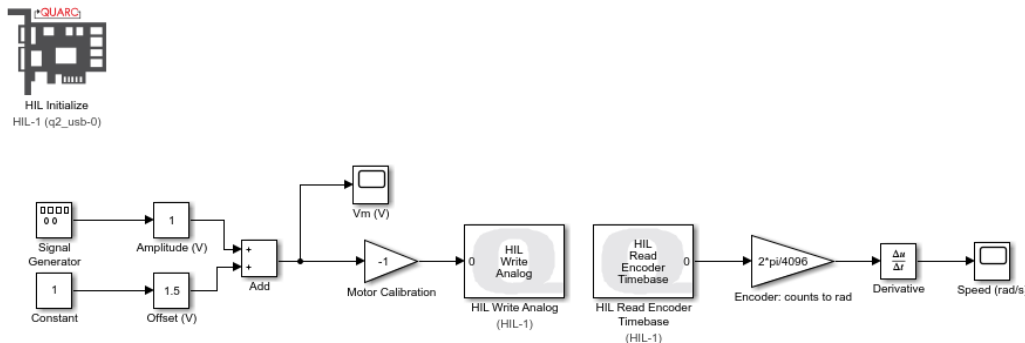 QUARC
HIL Initialize
HIL-1 (q2_usb-0)
Vm (V)
Signal
Generator
1
Amplitude (V)
1
Constant
1.5
Offset (V)
+
+
Add
-1
Motor Calibration
0
HIL
Write
Analog
HIL Write Analog
(HIL-1)
HIL
Read
Encoder
Timebase
0
HIL Read Encoder
Timebase
(HIL-1)
2*pi/4096
Encoder: counts to rad
Δu
Δt
Derivative
Speed (rad/s